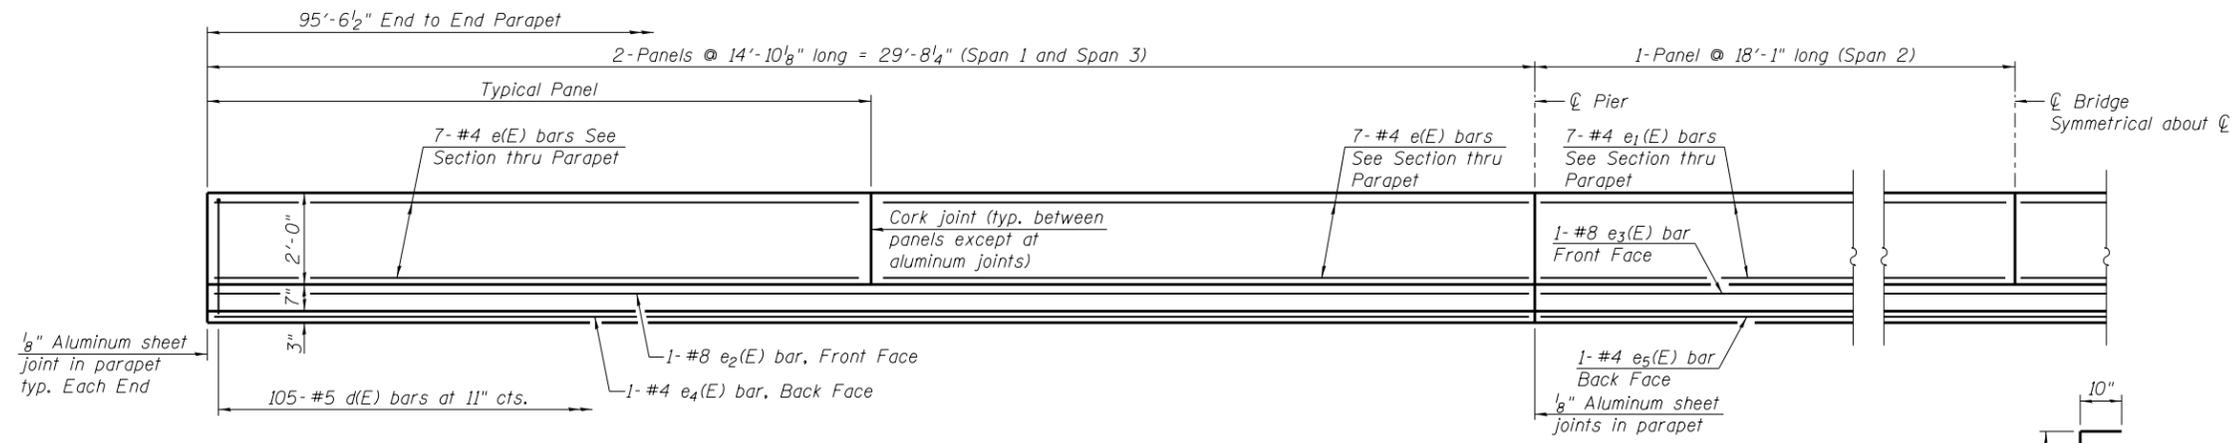 95'-6 1/2" End to End Parapet
2-Panels @ 14'-10 1/8" long = 29'-8 1/4" (Span 1 and Span 3)
1-Panel @ 18'-1" long (Span 2)
Typical Panel
℄ Pier
℄ Bridge
Symmetrical about ℄
7-#4 e(E) bars See
Section thru Parapet
7-#4 e(E) bars
See Section thru
Parapet
7-#4 e1(E) bars
See Section thru
Parapet
2'-0"
Cork joint (typ. between
panels except at
aluminum joints)
1-#8 e3(E) bar
Front Face
7"
3"
1/8" Aluminum sheet
joint in parapet
typ. Each End
1-#8 e2(E) bar, Front Face
1-#4 e4(E) bar, Back Face
105-#5 d(E) bars at 11" cts.
1-#4 e5(E) bar
Back Face
1/8" Aluminum sheet
joints in parapet
10"